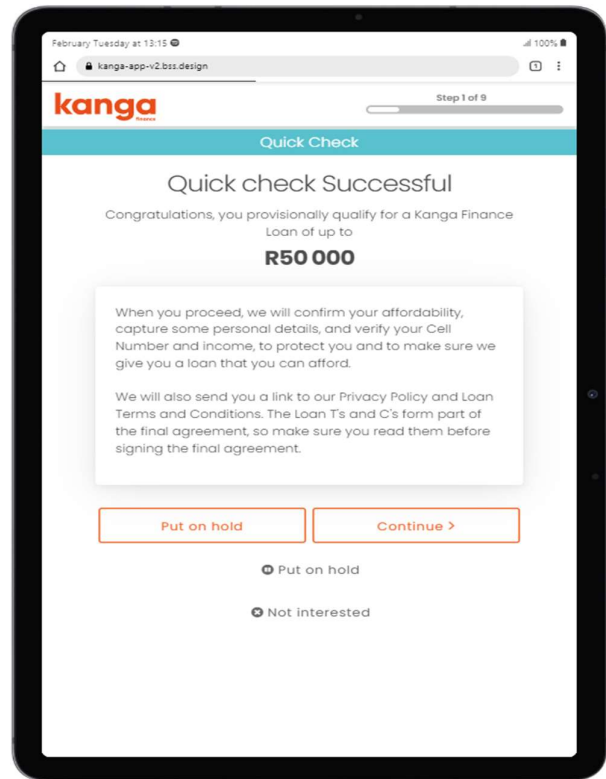 February Tuesday at 13:15
100%
kanga-app-v2.bss.design
1
kanga
finance
Step 1 of 9
Quick Check
Quick check Successful
Congratulations, you provisionally qualify for a Kanga Finance
Loan of up to
R50 000
When you proceed, we will confirm your affordability,
capture some personal details, and verify your Cell
Number and income, to protect you and to make sure we
give you a loan that you can afford.
We will also send you a link to our Privacy Policy and Loan
Terms and Conditions. The Loan T's and C's form part of
the final agreement, so make sure you read them before
signing the final agreement.
Put on hold
Continue >
Put on hold
Not interested